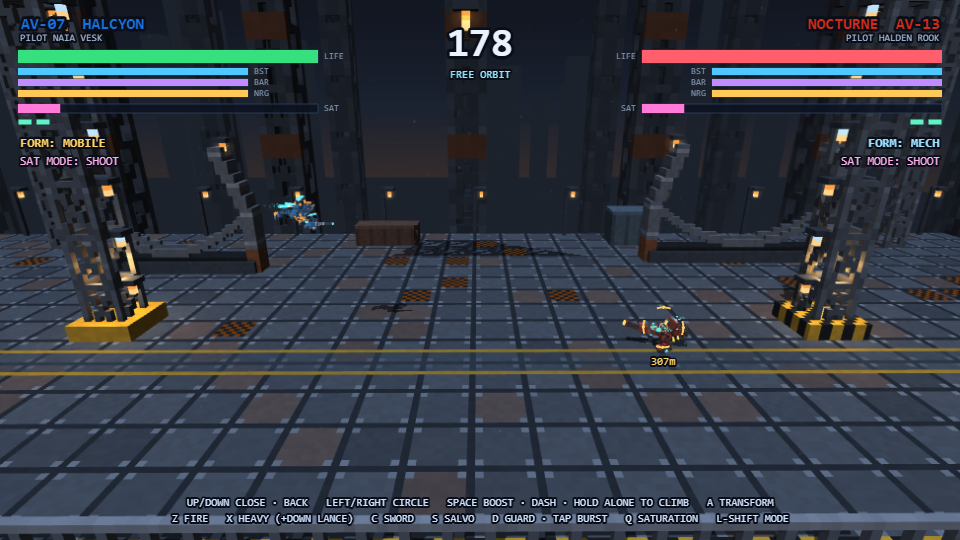 AV-07 HALCYON
PILOT NAIA VESK
LIFE
BST
BAR
NRG
SAT
FORM: MOBILE
SAT MODE: SHOOT
178
FREE ORBIT
NOCTURNE AV-13
PILOT HALDEN ROOK
LIFE
BST
BAR
NRG
SAT
FORM: MECH
SAT MODE: SHOOT
307m
UP/DOWN CLOSE · BACK LEFT/RIGHT CIRCLE SPACE BOOST · DASH · HOLD ALONE TO CLIMB A TRANSFORM
Z FIRE X HEAVY (+DOWN LANCE) C SWORD S SALVO D GUARD · TAP BURST Q SATURATION L-SHIFT MODE